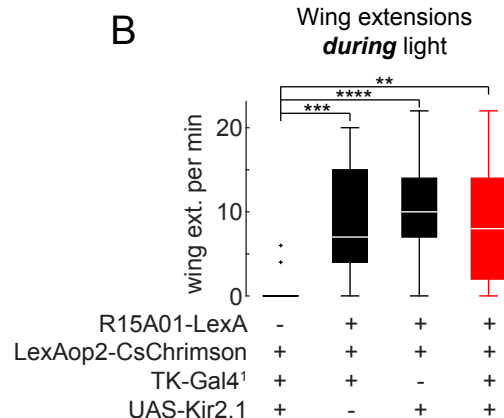 B
Wing extensions
during light
**
****
***
wing ext. per min
20
10
0
R15A01-LexA - + + +
LexAop2-CsChrimson + + + +
TK-Gal4¹ + + - +
UAS-Kir2.1 + - + +